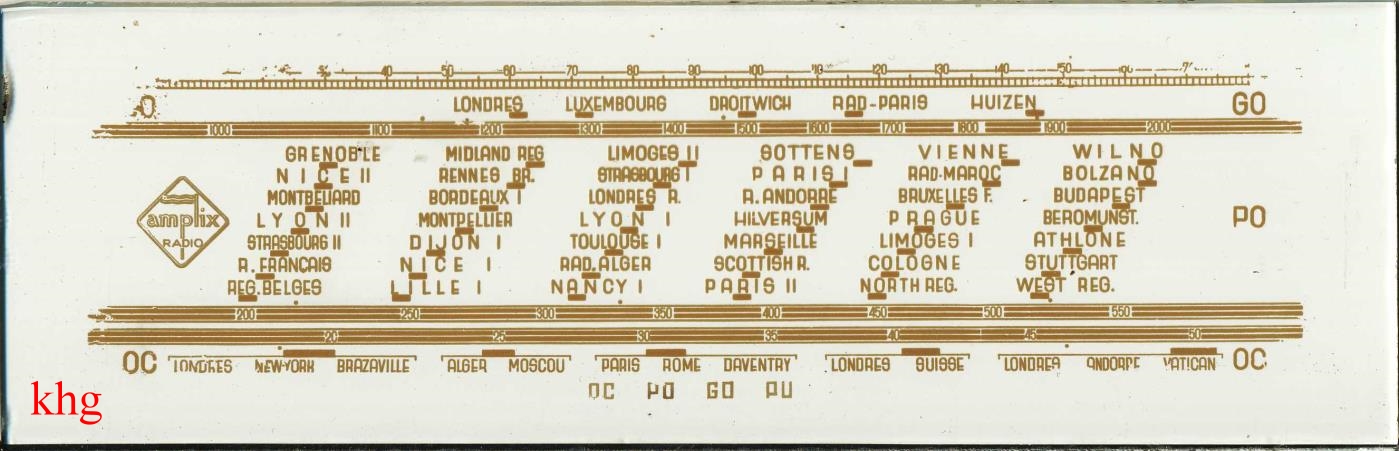 40 50 60 70 80 90 100 110 120 130 140 150
LONDRES LUXEMBOURG DROITWICH RAD-PARIS HUIZEN GO
1000 1100 1200 1300 1400 1500 1600 1700 1800 1900 2000
GRENOBLE MIDLAND REG LIMOGES II SOTTENS VIENNE WILNO
NICE II RENNES BR. STRASBOURG I PARIS I RAD-MAROC BOLZANO
MONTBELIARD BORDEAUX I LONDRES R. R.ANDORRE BRUXELLES F. BUDAPEST
LYON II MONTPELLIER LYON I HILVERSUM PRAGUE BEROMUNST. PO
amplix
RADIO
STRASBOURG II DIJON I TOULOUSE I MARSEILLE LIMOGES I ATHLONE
R. FRANCAIS NICE I RAD.ALGER SCOTTISH R. COLOGNE STUTTGART
REG.BELGES LILLE I NANCY I PARIS II NORTH REG. WEST REG.
200 250 300 350 400 450 500 550
20 25 30 35 40 45 50
OC LONDRES NEW-YORK BRAZAVILLE ALGER MOSCOU PARIS ROME DAVENTRY LONDRES SUISSE LONDRES ANDORRE VATICAN OC
OC PO GO PU
khg